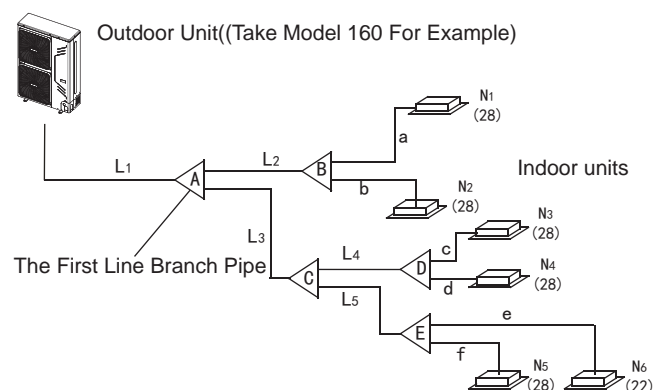 Outdoor Unit((Take Model 160 For Example)
N1
(28)
a
L1
L2
A
B
b
Indoor units
N2
(28)
L3
The First Line Branch Pipe
L4
C
D
c
N3
(28)
d
N4
(28)
L5
E
e
f
N5
(28)
N6
(22)